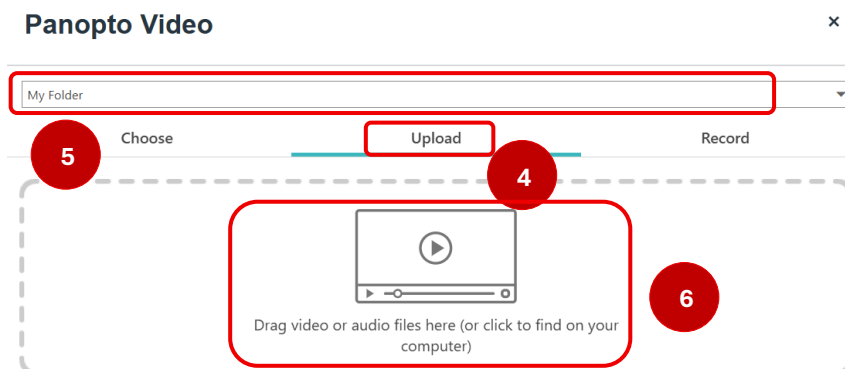 Panopto Video
×
My Folder
Choose
Upload
Record
5
4
6
Drag video or audio files here (or click to find on your
computer)